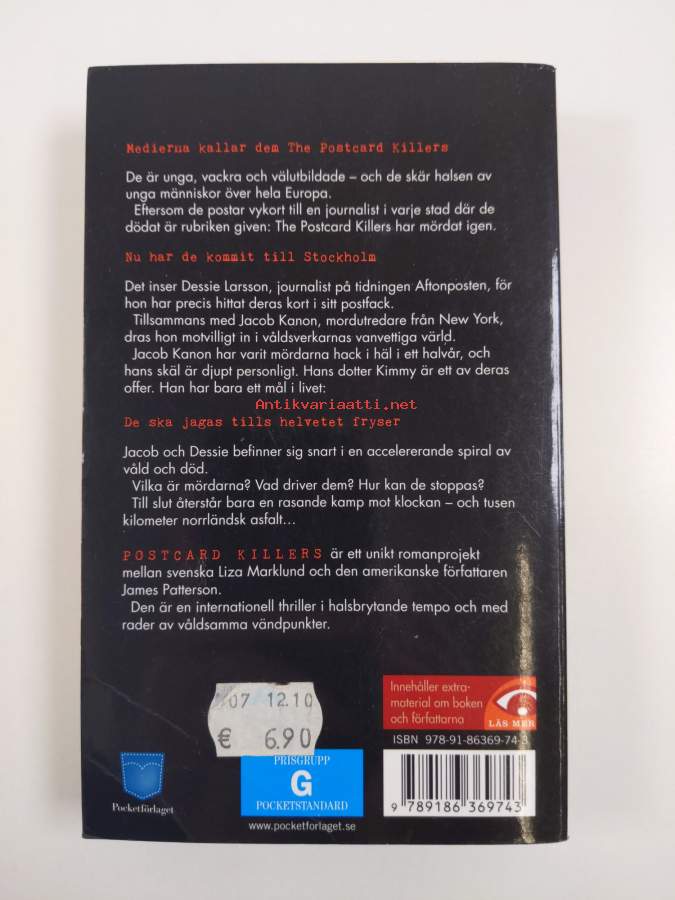 Medierna kallar dem The Postcard Killers
De är unga, vackra och välutbildade – och de skär halsen av
unga människor över hela Europa.
Eftersom de postar vykort till en journalist i varje stad där de
dödat är rubriken given: The Postcard Killers har mördat igen.
Nu har de kommit till Stockholm
Det inser Dessie Larsson, journalist på tidningen Aftonposten, för
hon har precis hittat deras kort i sitt postfack.
Tillsammans med Jacob Kanon, mordutredare från New York,
dras hon motvilligt in i våldsverkarnas vanvettiga värld.
Jacob Kanon har varit mördarna hack i häl i ett halvår, och
hans skäl är djupt personligt. Hans dotter Kimmy är ett av deras
offer. Han har bara ett mål i livet:
Antikvariaatti.net
De ska jagas tills helvetet fryser
Jacob och Dessie befinner sig snart i en accelererande spiral av
våld och död.
Vilka är mördarna? Vad driver dem? Hur kan de stoppas?
Till slut återstår bara en rasande kamp mot klockan – och tusen
kilometer norrländsk asfalt...
POSTCARD KILLERS är ett unikt romanprojekt
mellan svenska Liza Marklund och den amerikanske författaren
James Patterson.
Den är en internationell thriller i halsbrytande tempo och med
rader av våldsamma vändpunkter.
07 12.10
€ 6.90
Innehåller extra-
material om boken
och författarna
LÄS MER
ISBN 978-91-86369-74-3
9 789186 369743
PRISGRUPP
G
POCKETSTANDARD
www.pocketforlaget.se
Pocketförlaget